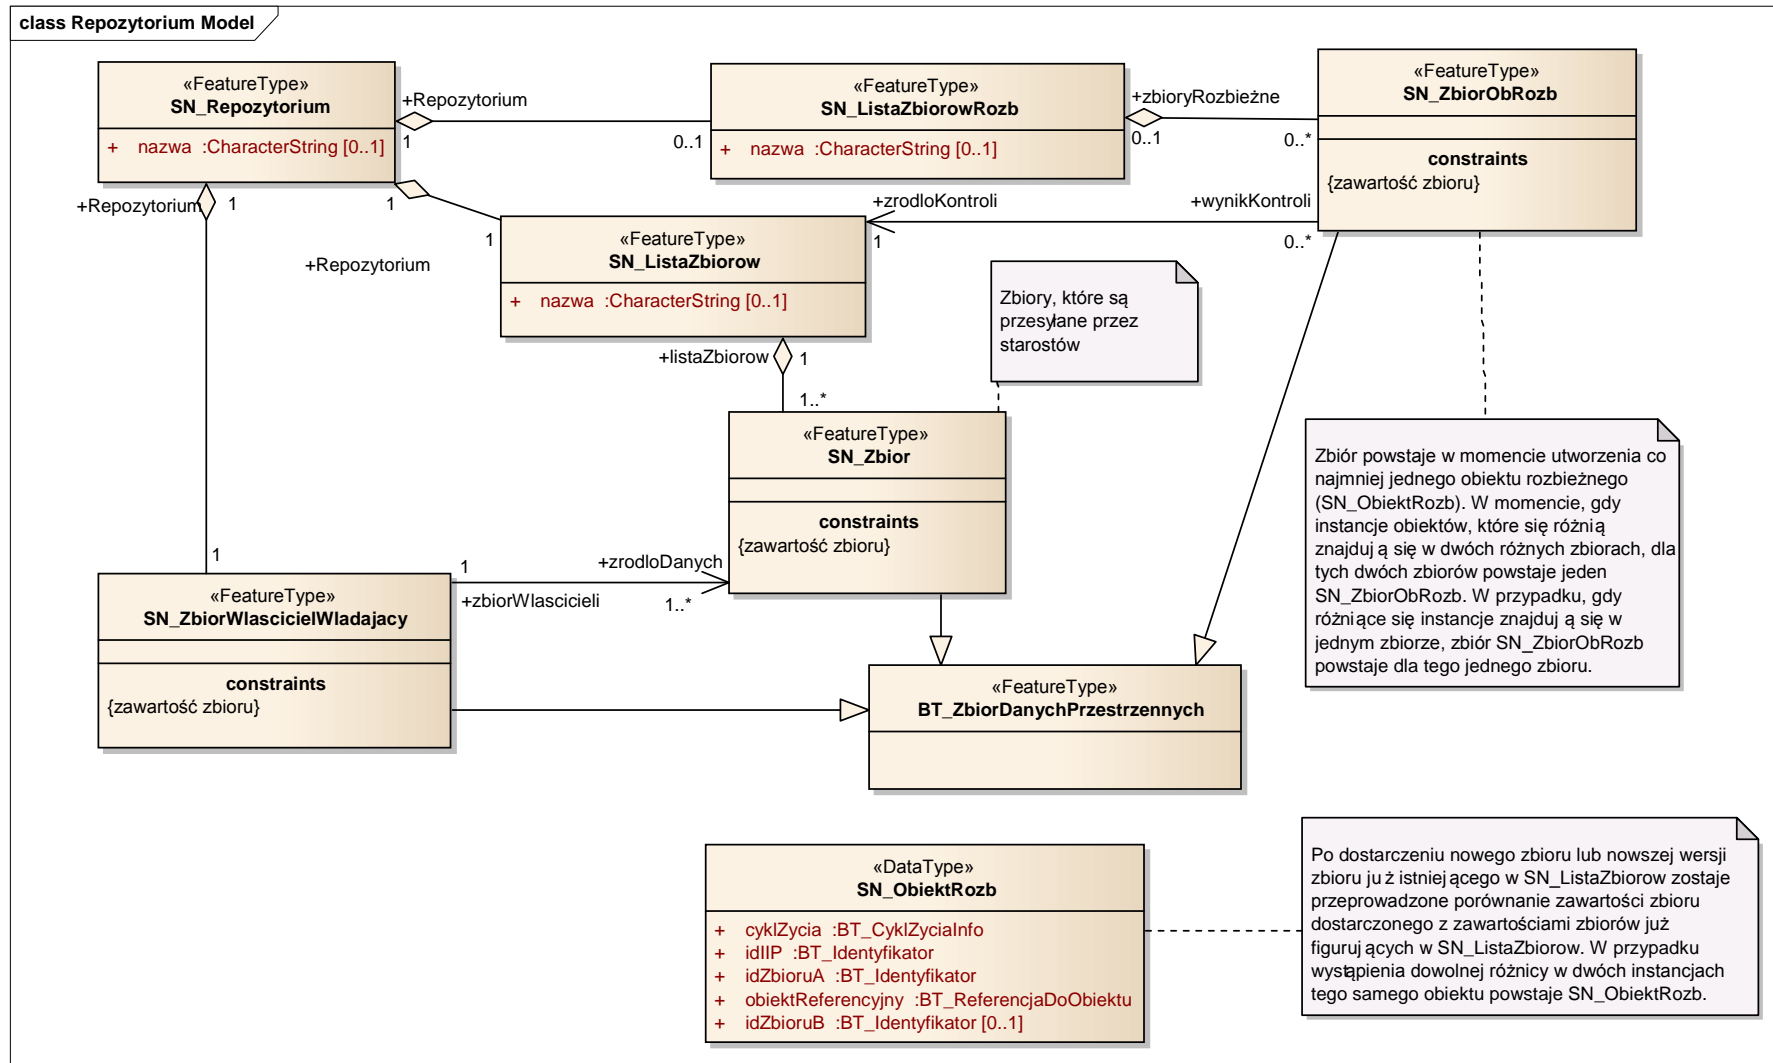 class Repozytorium Model
«FeatureType»
SN_Repozytorium
+ nazwa :CharacterString [0..1]
+Repozytorium
1
0..1
«FeatureType»
SN_ListaZbiorowRozb
+ nazwa :CharacterString [0..1]
+zbioryRozbieżne
0..1
0..*
«FeatureType»
SN_ZbiorObRozb
constraints
{zawartość zbioru}
+Repozytorium
1
1
1
+Repozytorium
«FeatureType»
SN_ListaZbiorow
+ nazwa :CharacterString [0..1]
+zrodloKontroli
1
+wynikKontroli
0..*
Zbiory, które są
przesyłane przez
starostów
+listaZbiorow
1
1..*
«FeatureType»
SN_Zbior
constraints
{zawartość zbioru}
Zbiór powstaje w momencie utworzenia co
najmniej jednego obiektu rozbieżnego
(SN_ObiektRozb). W momencie, gdy
instancje obiektów, które się różnią
znajdują się w dwóch różnych zbiorach, dla
tych dwóch zbiorów powstaje jeden
SN_ZbiorObRozb. W przypadku, gdy
różniące się instancje znajdują się w
jednym zbiorze, zbiór SN_ZbiorObRozb
powstaje dla tego jednego zbioru.
1
1
+zbiorWlascicieli
+zrodloDanych
1..*
«FeatureType»
SN_ZbiorWlascicielWladajacy
constraints
{zawartość zbioru}
«FeatureType»
BT_ZbiorDanychPrzestrzennych
«DataType»
SN_ObiektRozb
+ cyklZycia :BT_CyklZyciaInfo
+ idIIP :BT_Identyfikator
+ idZbioruA :BT_Identyfikator
+ obiektReferencyjny :BT_ReferencjaDoObiektu
+ idZbioruB :BT_Identyfikator [0..1]
Po dostarczeniu nowego zbioru lub nowszej wersji
zbioru już istniejącego w SN_ListaZbiorow zostaje
przeprowadzone porównanie zawartości zbioru
dostarczonego z zawartościami zbiorów już
figurujących w SN_ListaZbiorow. W przypadku
wystąpienia dowolnej różnicy w dwóch instancjach
tego samego obiektu powstaje SN_ObiektRozb.